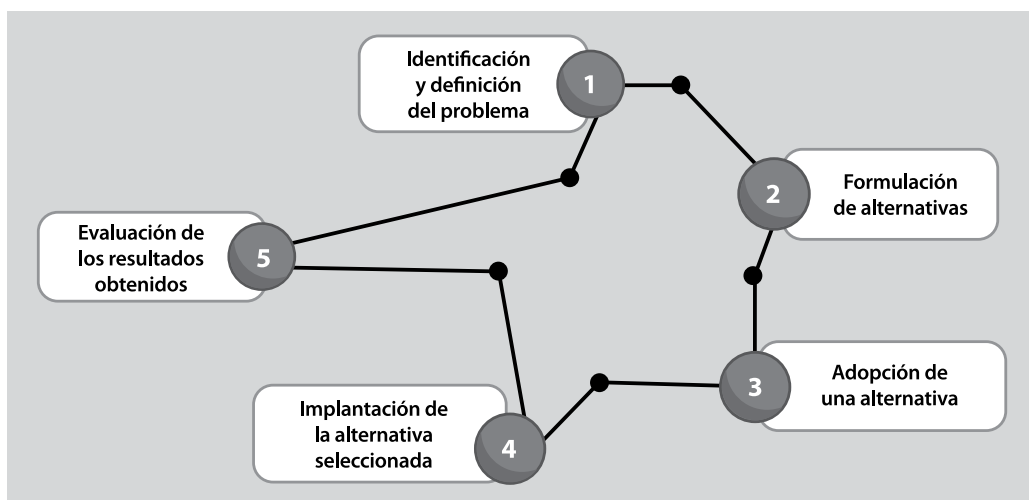 Identificación
y definición
del problema
1
2
Formulación
de alternativas
3
Adopción de
una alternativa
Implantación de
la alternativa
seleccionada
4
Evaluación de
los resultados
obtenidos
5